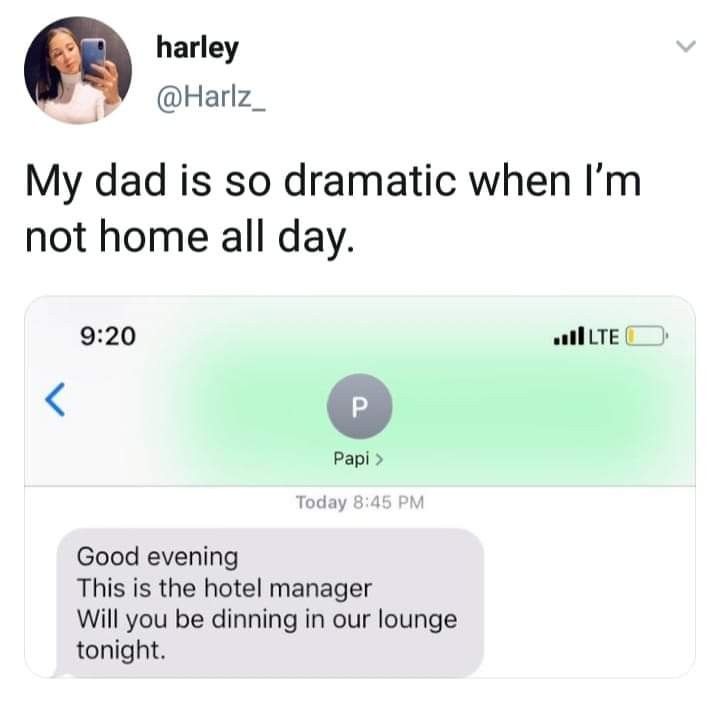 harley
@Harlz_
My dad is so dramatic when I’m
not home all day.
9:20
LTE
P
Papi >
Today 8:45 PM
Good evening
This is the hotel manager
Will you be dinning in our lounge
tonight.